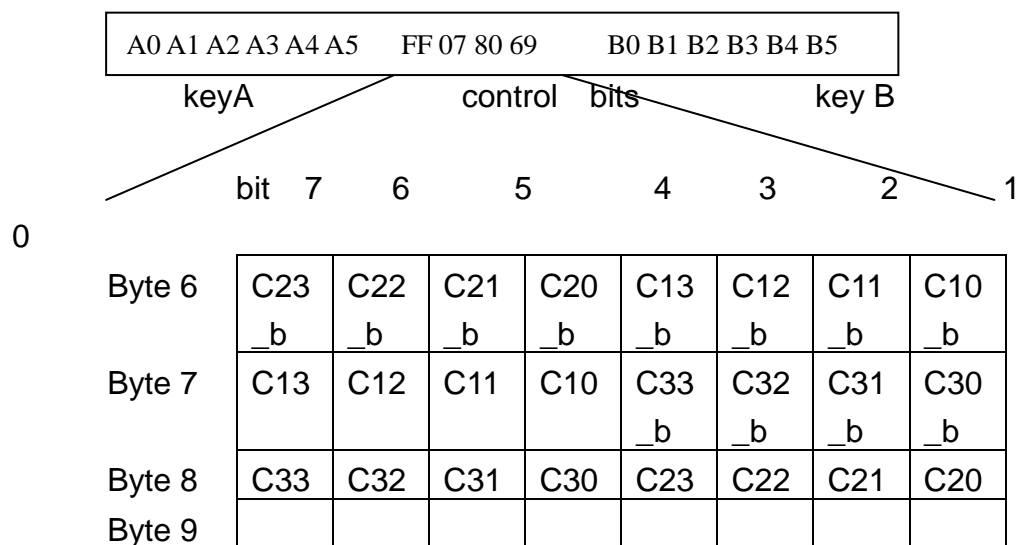 A0 A1 A2 A3 A4 A5 FF 07 80 69 B0 B1 B2 B3 B4 B5
keyA control bits key B
bit 7 6 5 4 3 2 1
0
Byte 6 C23 C22 C21 C20 C13 C12 C11 C10
_b _b _b _b _b _b _b _b
Byte 7 C13 C12 C11 C10 C33 C32 C31 C30
_b _b _b _b
Byte 8 C33 C32 C31 C30 C23 C22 C21 C20
Byte 9